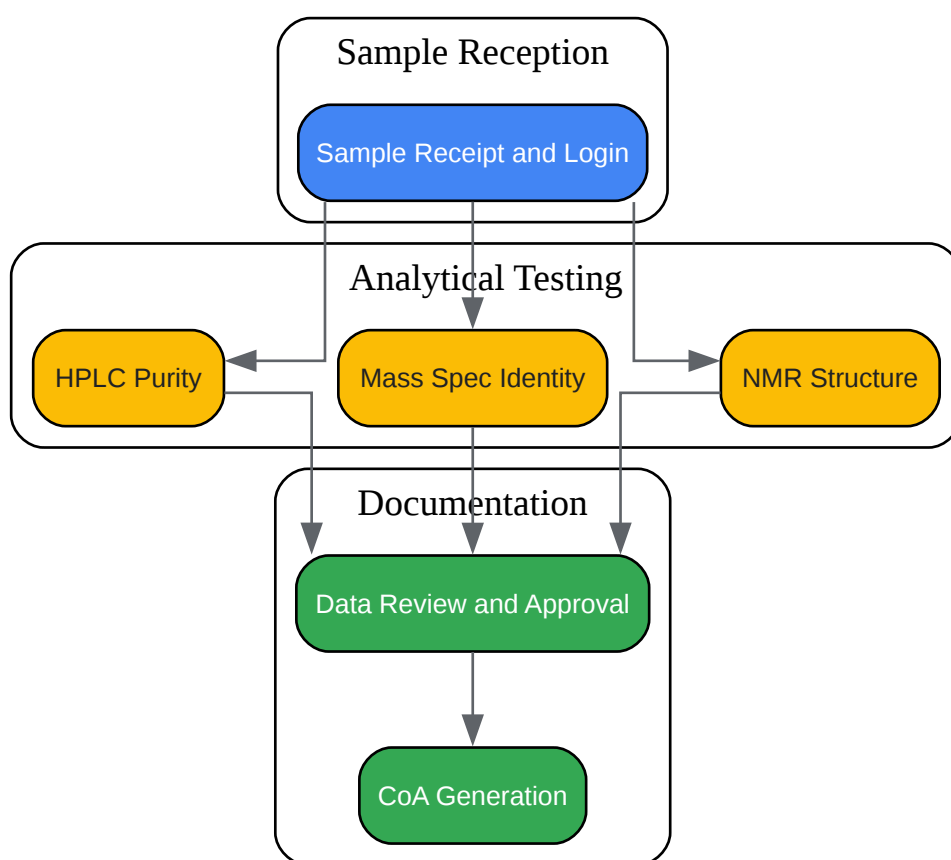 Sample Reception
Sample Receipt and Login
Analytical Testing
HPLC Purity
Mass Spec Identity
NMR Structure
Documentation
Data Review and Approval
CoA Generation